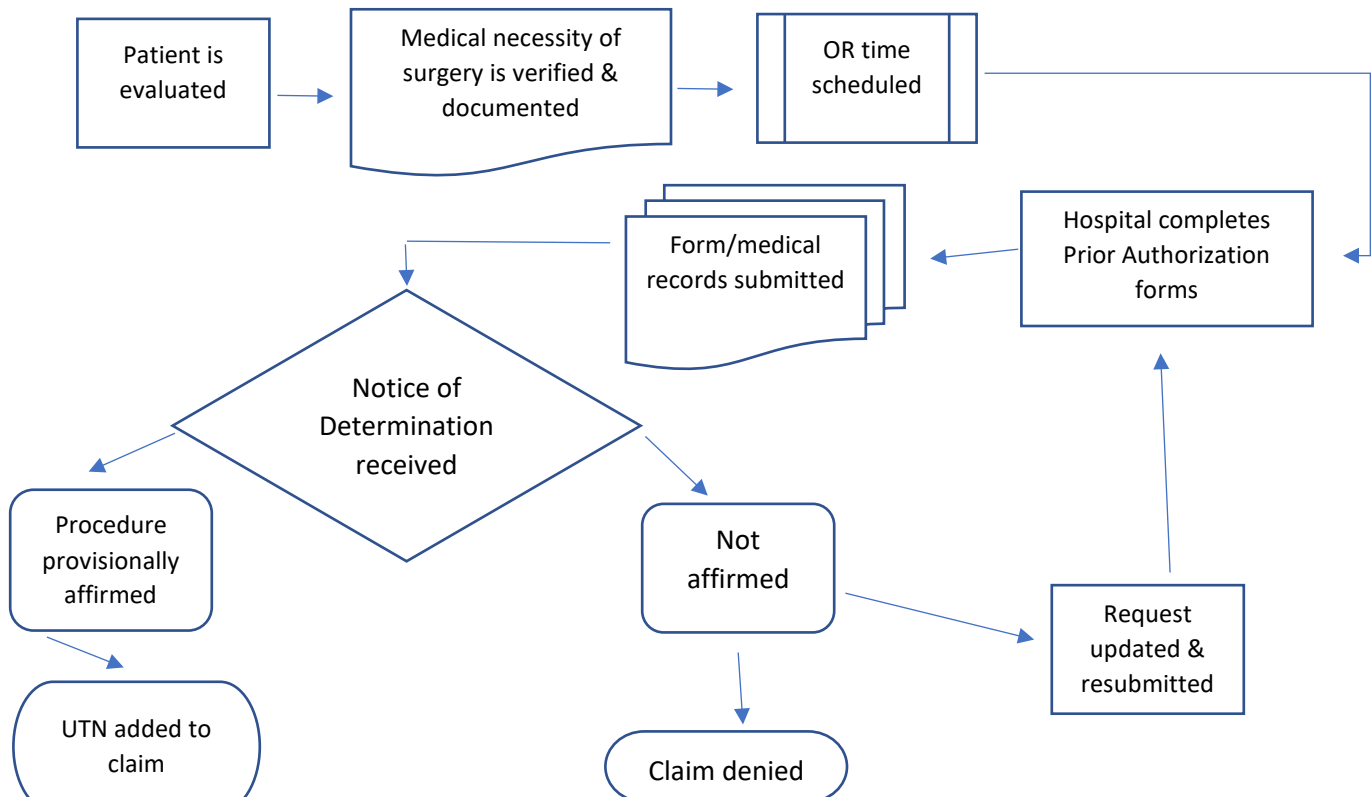 Patient is
evaluated
Medical necessity of
surgery is verified &
documented
OR time
scheduled
Hospital completes
Prior Authorization
forms
Form/medical
records submitted
Notice of
Determination
received
Procedure
provisionally
affirmed
Not
affirmed
Request
updated &
resubmitted
UTN added to
claim
Claim denied